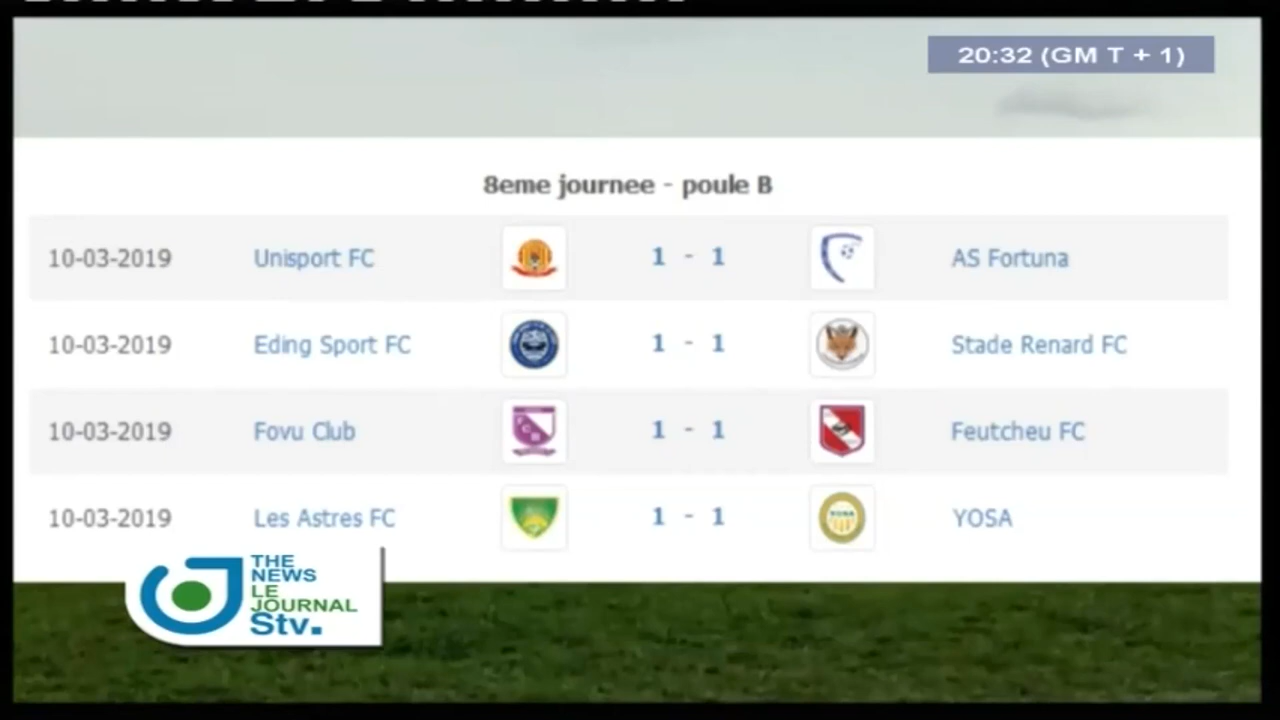 20:32 (GM T + 1)
8eme journee - poule B
10-03-2019 Unisport FC 1 - 1 AS Fortuna
10-03-2019 Eding Sport FC 1 - 1 Stade Renard FC
10-03-2019 Fovu Club 1 - 1 Feutcheu FC
10-03-2019 Les Astres FC 1 - 1 YOSA
THE
NEWS
LE
JOURNAL
Stv.